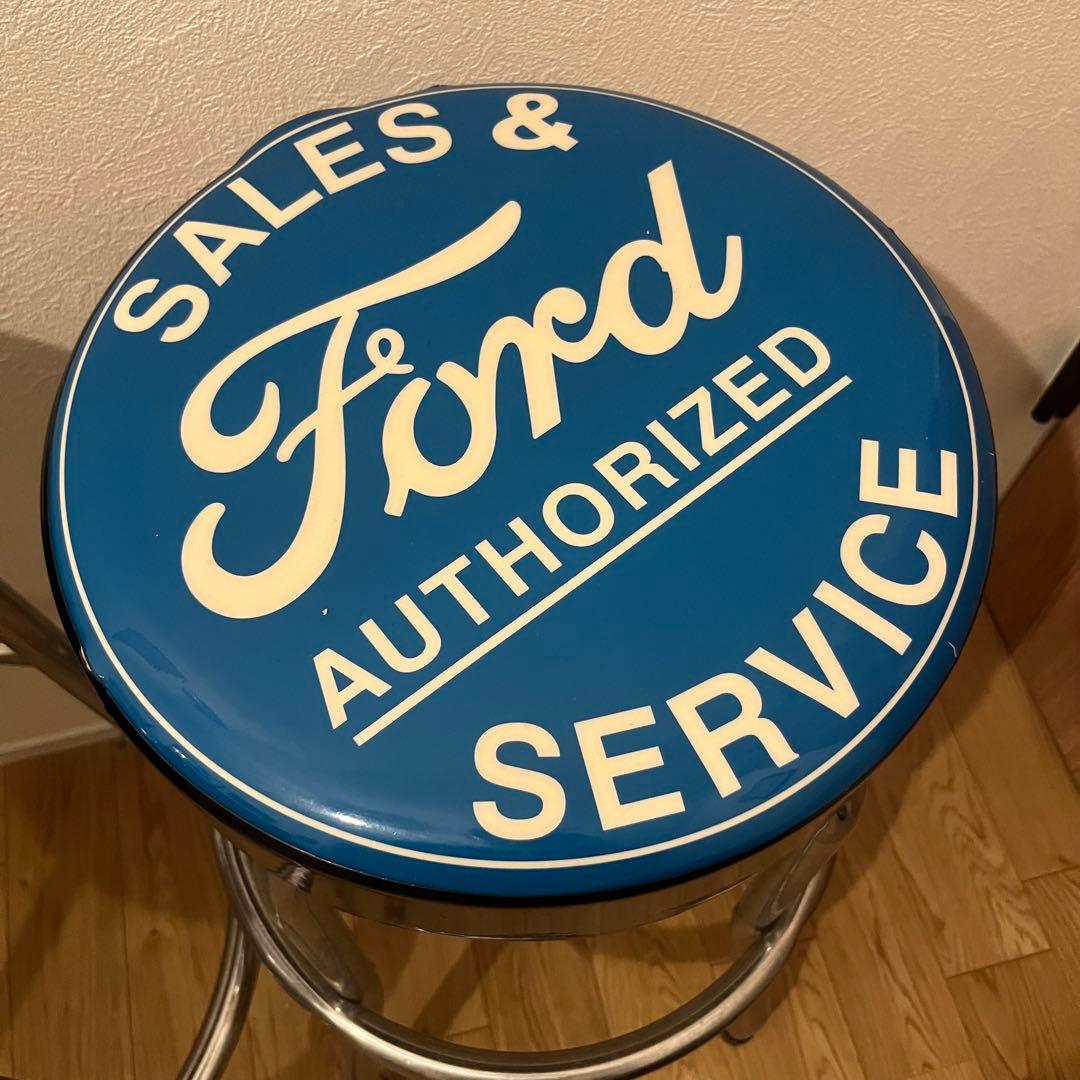 SALES &
Ford
AUTHORIZED
SERVICE